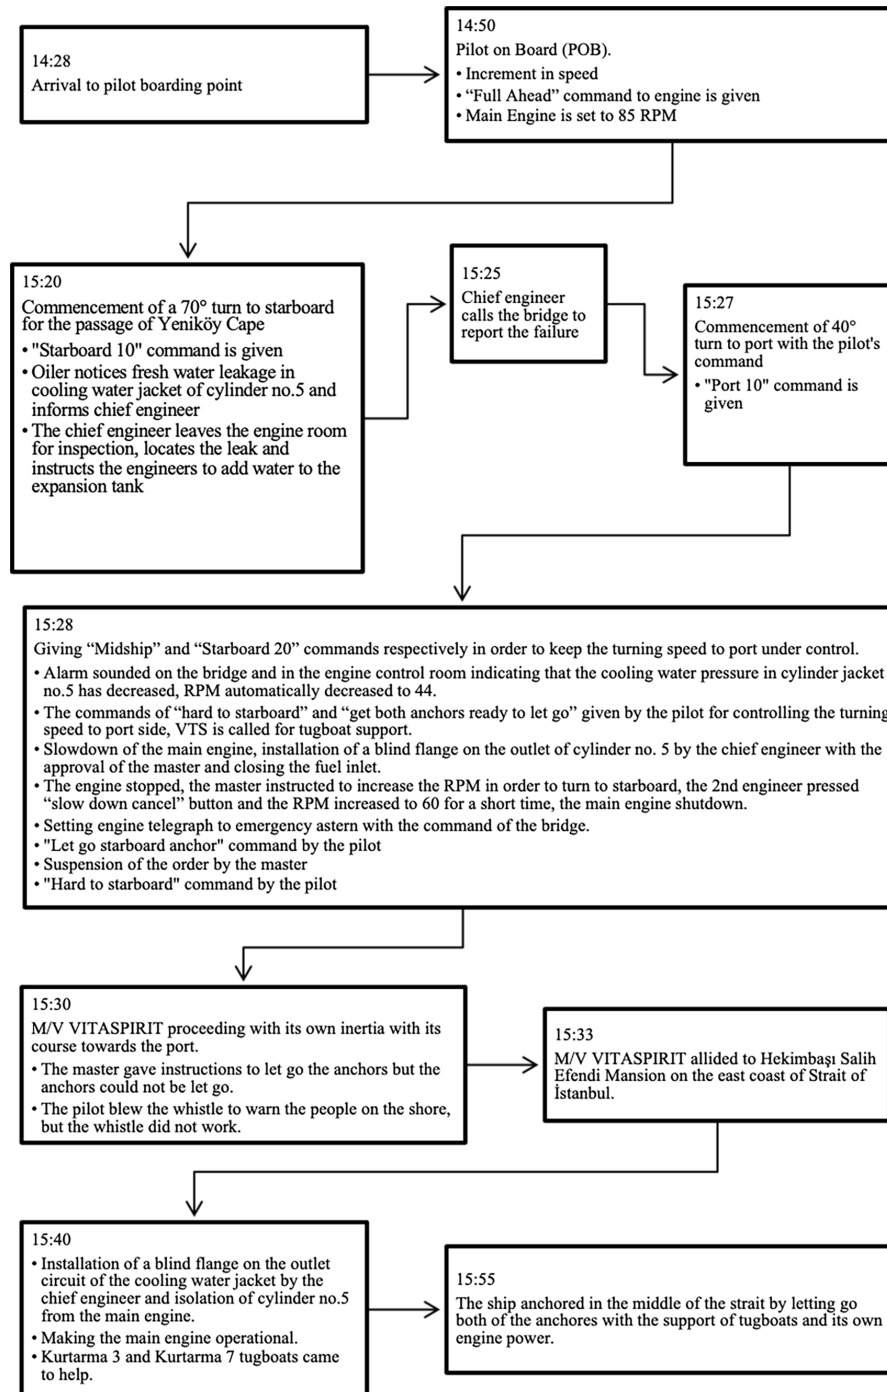 14:28
Arrival to pilot boarding point
14:50
Pilot on Board (POB).
• Increment in speed
• “Full Ahead” command to engine is given
• Main Engine is set to 85 RPM
15:20
Commencement of a 70° turn to starboard
for the passage of Yeniköy Cape
• "Starboard 10" command is given
• Oiler notices fresh water leakage in
cooling water jacket of cylinder no.5 and
informs chief engineer
• The chief engineer leaves the engine room
for inspection, locates the leak and
instructs the engineers to add water to the
expansion tank
15:25
Chief engineer
calls the bridge to
report the failure
15:27
Commencement of 40°
turn to port with the pilot's
command
• "Port 10" command is
given
15:28
Giving “Midship” and “Starboard 20” commands respectively in order to keep the turning speed to port under control.
• Alarm sounded on the bridge and in the engine control room indicating that the cooling water pressure in cylinder jacket
no.5 has decreased, RPM automatically decreased to 44.
• The commands of “hard to starboard” and “get both anchors ready to let go” given by the pilot for controlling the turning
speed to port side, VTS is called for tugboat support.
• Slowdown of the main engine, installation of a blind flange on the outlet of cylinder no. 5 by the chief engineer with the
approval of the master and closing the fuel inlet.
• The engine stopped, the master instructed to increase the RPM in order to turn to starboard, the 2nd engineer pressed
“slow down cancel” button and the RPM increased to 60 for a short time, the main engine shutdown.
• Setting engine telegraph to emergency astern with the command of the bridge.
• "Let go starboard anchor" command by the pilot
• Suspension of the order by the master
• "Hard to starboard" command by the pilot
15:30
M/V VITASPIRIT proceeding with its own inertia with its
course towards the port.
• The master gave instructions to let go the anchors but the
anchors could not be let go.
• The pilot blew the whistle to warn the people on the shore,
but the whistle did not work.
15:33
M/V VITASPIRIT allided to Hekimbaşı Salih
Efendi Mansion on the east coast of Strait of
İstanbul.
15:40
• Installation of a blind flange on the outlet
circuit of the cooling water jacket by the
chief engineer and isolation of cylinder no.5
from the main engine.
• Making the main engine operational.
• Kurtarma 3 and Kurtarma 7 tugboats came
to help.
15:55
The ship anchored in the middle of the strait by letting go
both of the anchores with the support of tugboats and its own
engine power.